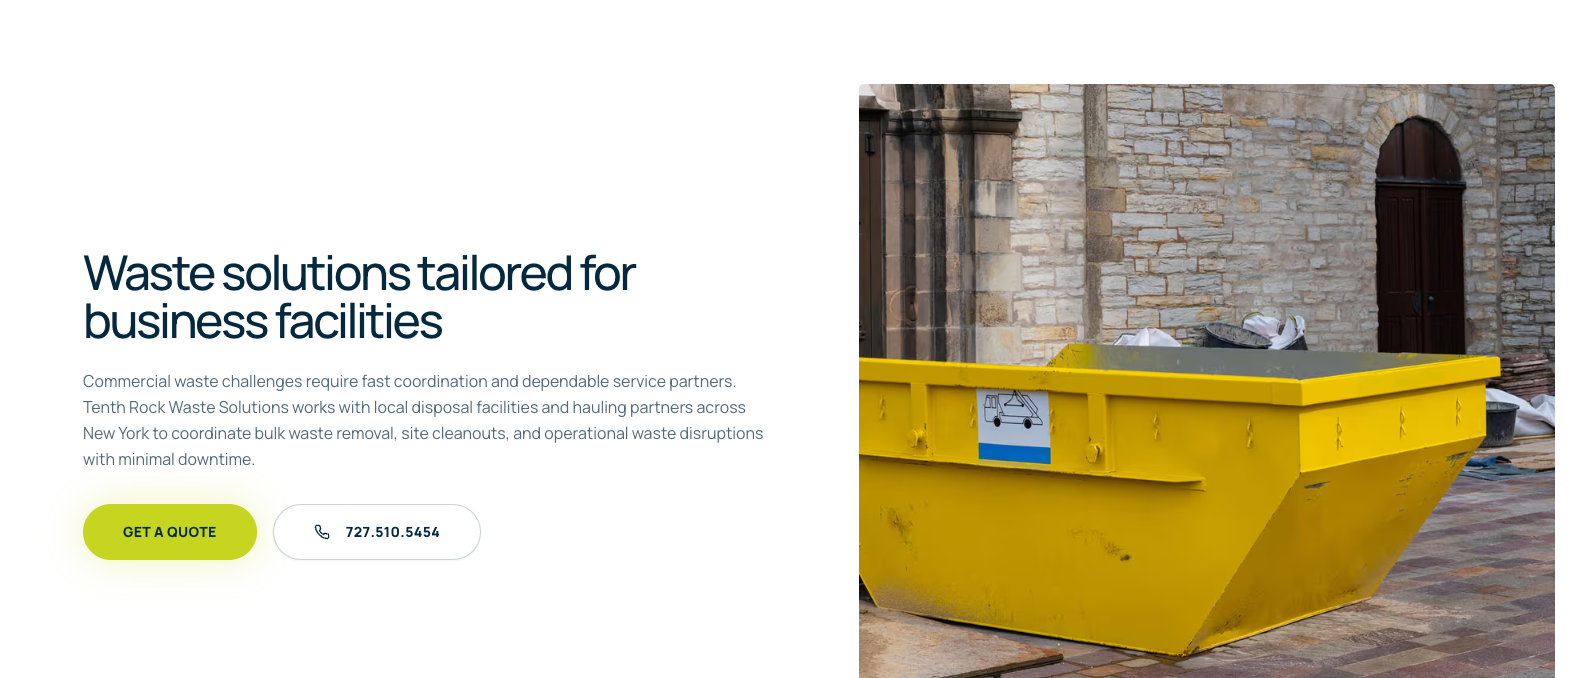 Waste solutions tailored for
business facilities
Commercial waste challenges require fast coordination and dependable service partners.
Tenth Rock Waste Solutions works with local disposal facilities and hauling partners across
New York to coordinate bulk waste removal, site cleanouts, and operational waste disruptions
with minimal downtime.
GET A QUOTE
727.510.5454